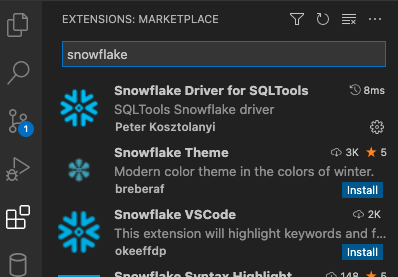 EXTENSIONS: MARKETPLACE
snowflake
Snowflake Driver for SQLTools 8ms
SQLTools Snowflake driver
Peter Kosztolanyi
1
Snowflake Theme 3K 5
Modern color theme in the colors of winter.
breberaf Install
Snowflake VSCode 2K
This extension will highlight keywords and f...
okeeffdp Install
Snowflake Syntax Highlight 148 5